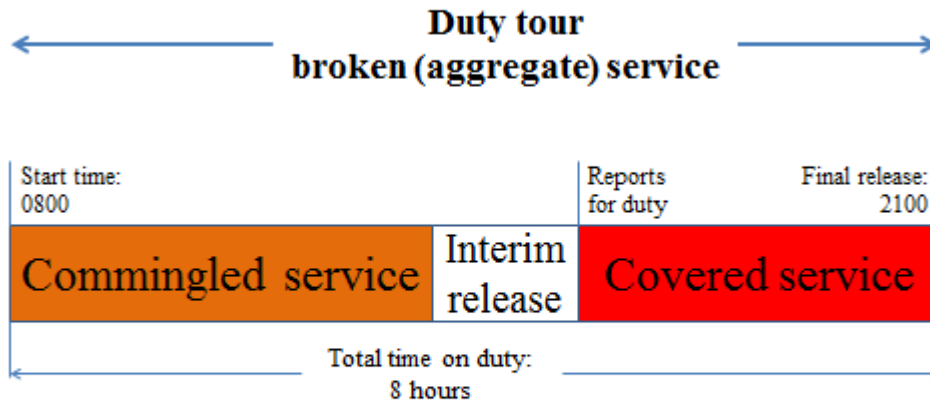 Duty tour
broken (aggregate) service
Start time:
0800
Reports
for duty
Final release:
2100
Commingled service
Interim
release
Covered service
Total time on duty:
8 hours